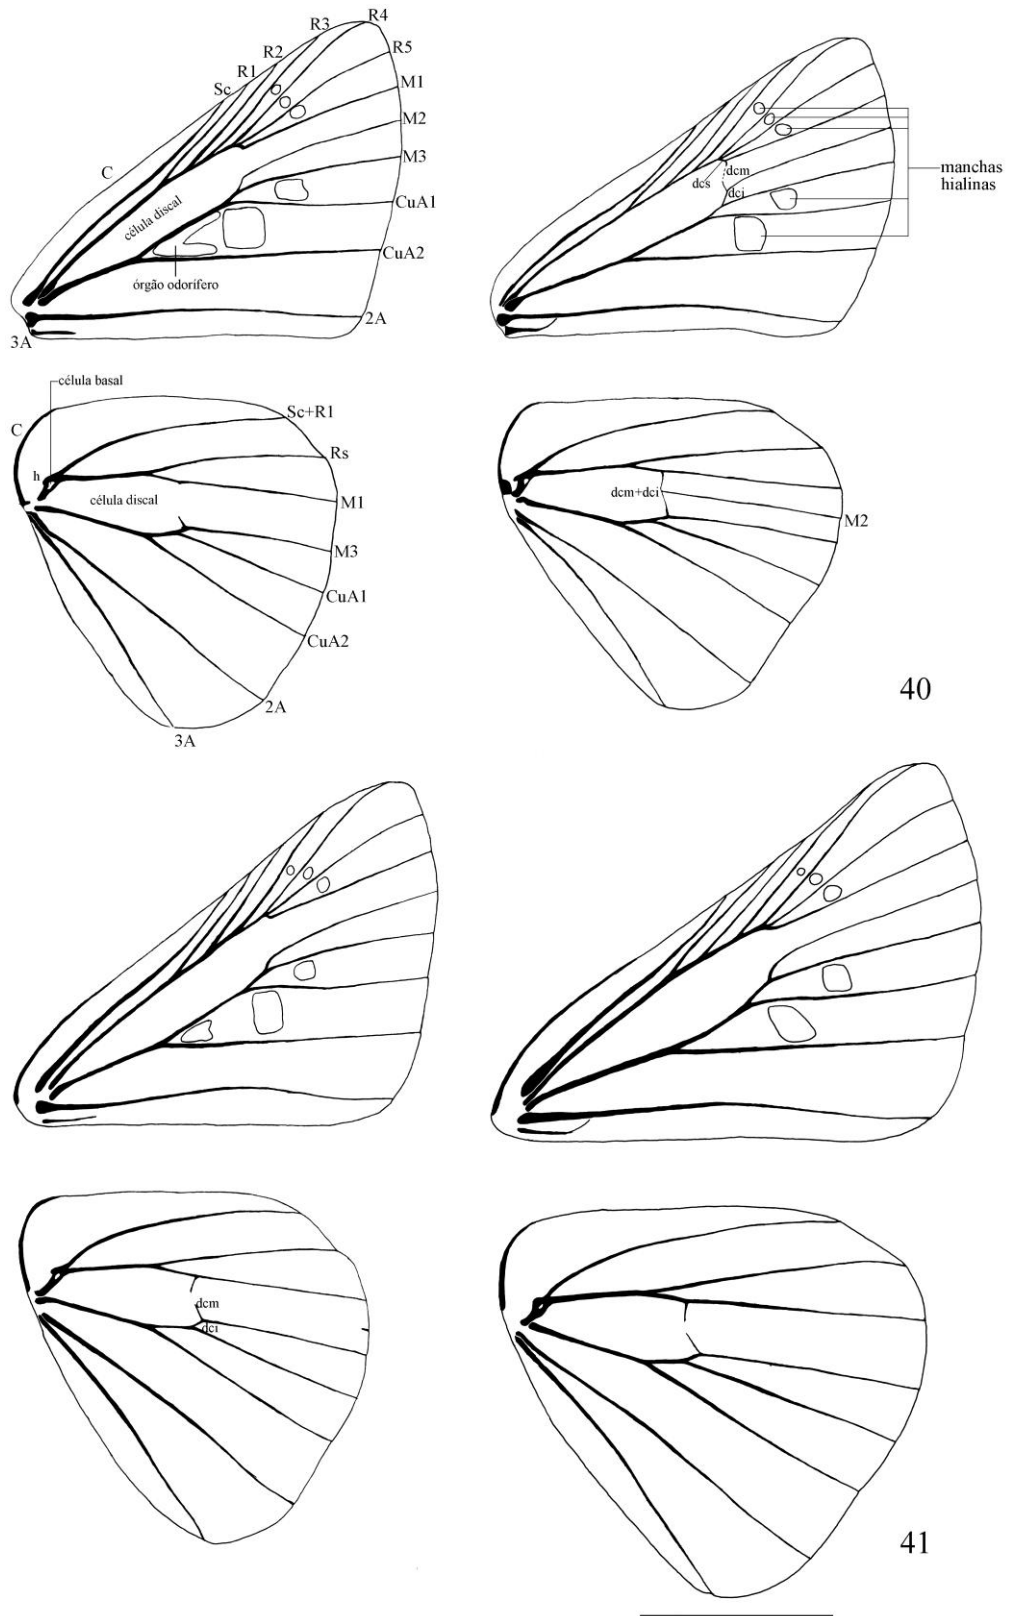 R4
R3
R5
R2
R1
M1
Sc
M2
M3
C
CuA1
célula discal
CuA2
órgão odorífero
2A
3A
dcm
dcs
dci
manchas
hialinas
célula basal
C
Sc+R1
Rs
h
célula discal
M1
M3
CuA1
CuA2
2A
3A
dcm+dci
M2
40
dcm
dci
41